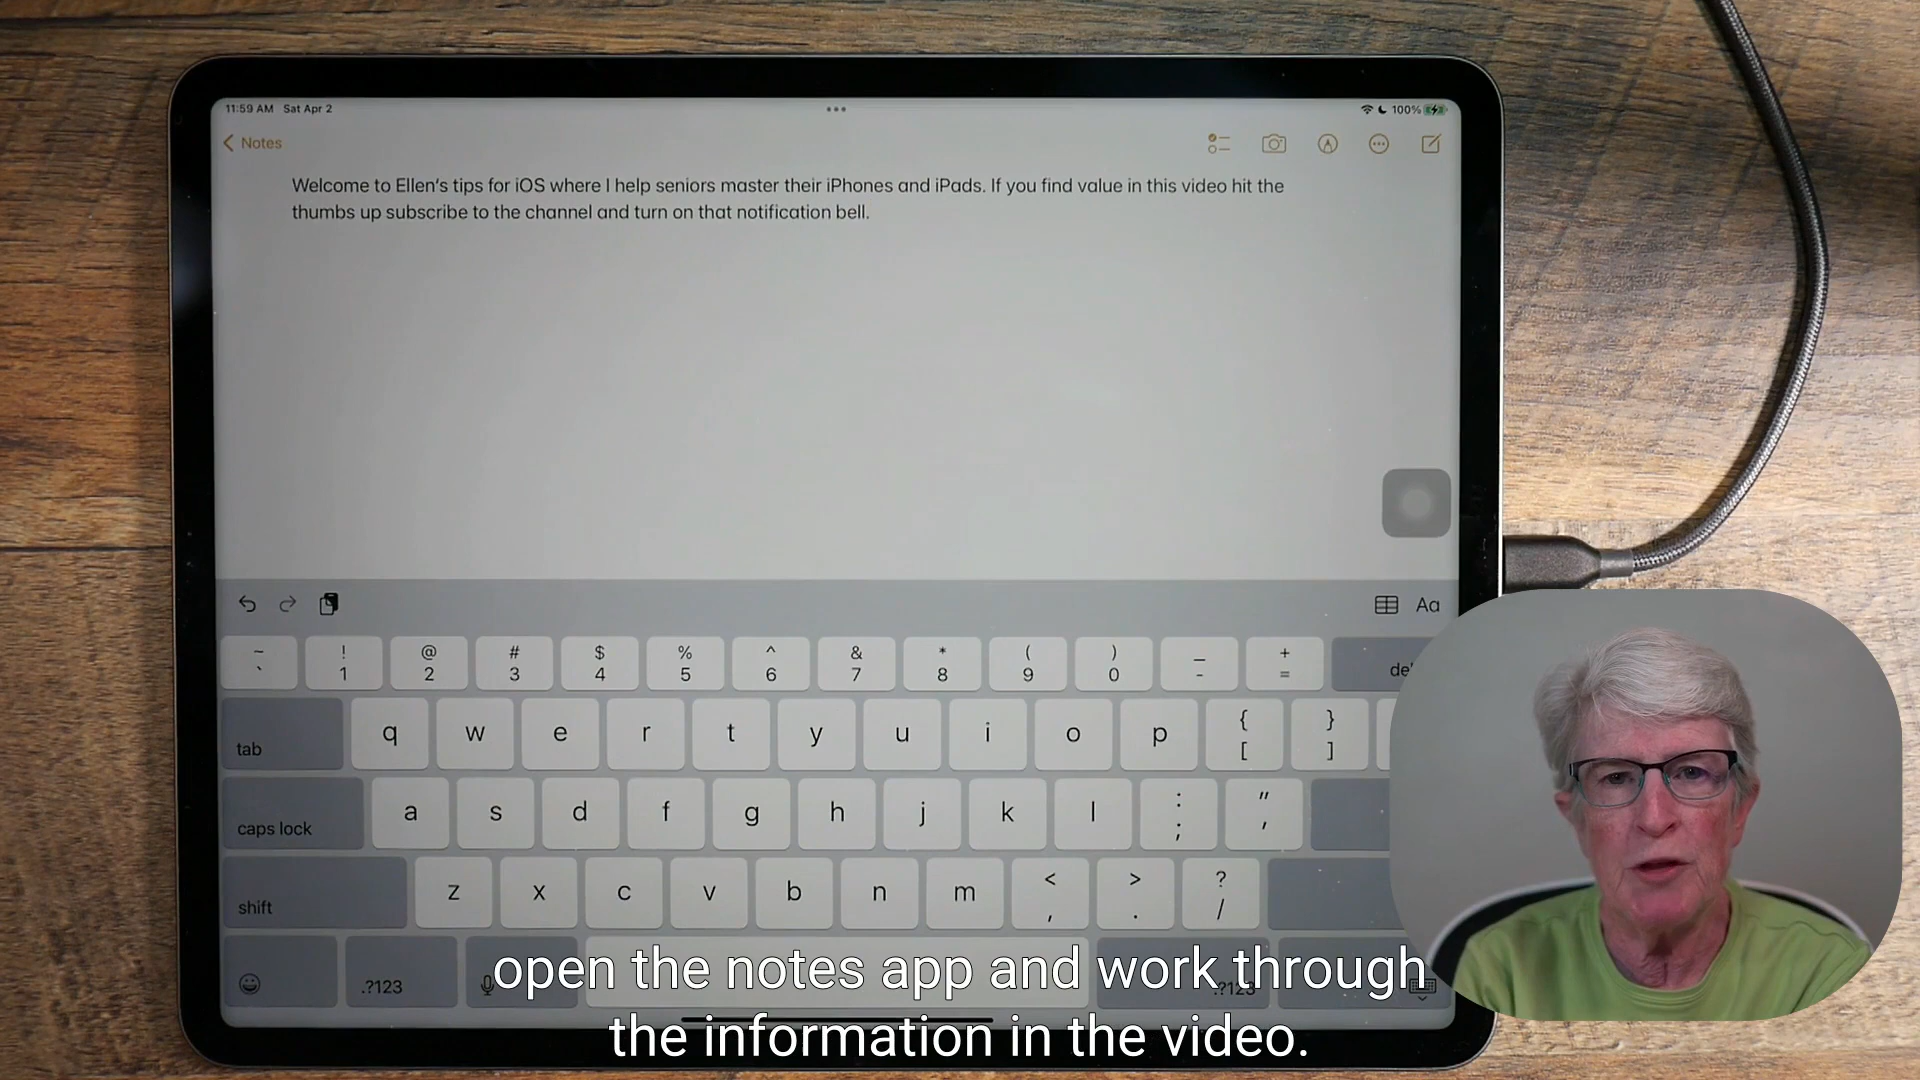 11:59 AM Sat Apr 2
100%
Notes
Welcome to Ellen's tips for iOS where I help seniors master their iPhones and iPads. If you find value in this video hit the
thumbs up subscribe to the channel and turn on that notification bell.
Aa
~ ! @ # $ % ^ & * ( ) _ +
` 1 2 3 4 5 6 7 8 9 0 - =
tab q w e r t y u i o p { [ } ]
caps lock a s d f g h j k l : ; " '
shift z x c v b n m < , > . ? /
.?123 .?123
open the notes app and work through
the information in the video.